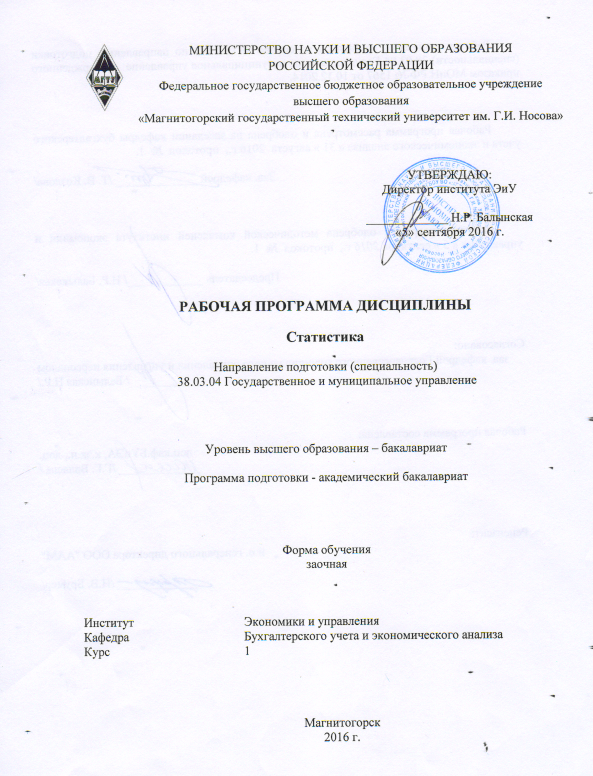 МИНИСТЕРСТВО НАУКИ И ВЫСШЕГО ОБРАЗОВАНИЯ
РОССИЙСКОЙ ФЕДЕРАЦИИ
Федеральное государственное бюджетное образовательное учреждение
высшего образования
«Магнитогорский государственный технический университет им. Г.И. Носова»
УТВЕРЖДАЮ:
Директор института ЭиУ
Н.Р. Балынская
«5» сентября 2016 г.
РАБОЧАЯ ПРОГРАММА ДИСЦИПЛИНЫ
Статистика
Направление подготовки (специальность)
38.03.04 Государственное и муниципальное управление
Уровень высшего образования – бакалавриат
Программа подготовки - академический бакалавриат
Форма обучения
заочная
Институт Экономики и управления
Кафедра Бухгалтерского учета и экономического анализа
Курс 1
Магнитогорск
2016 г.